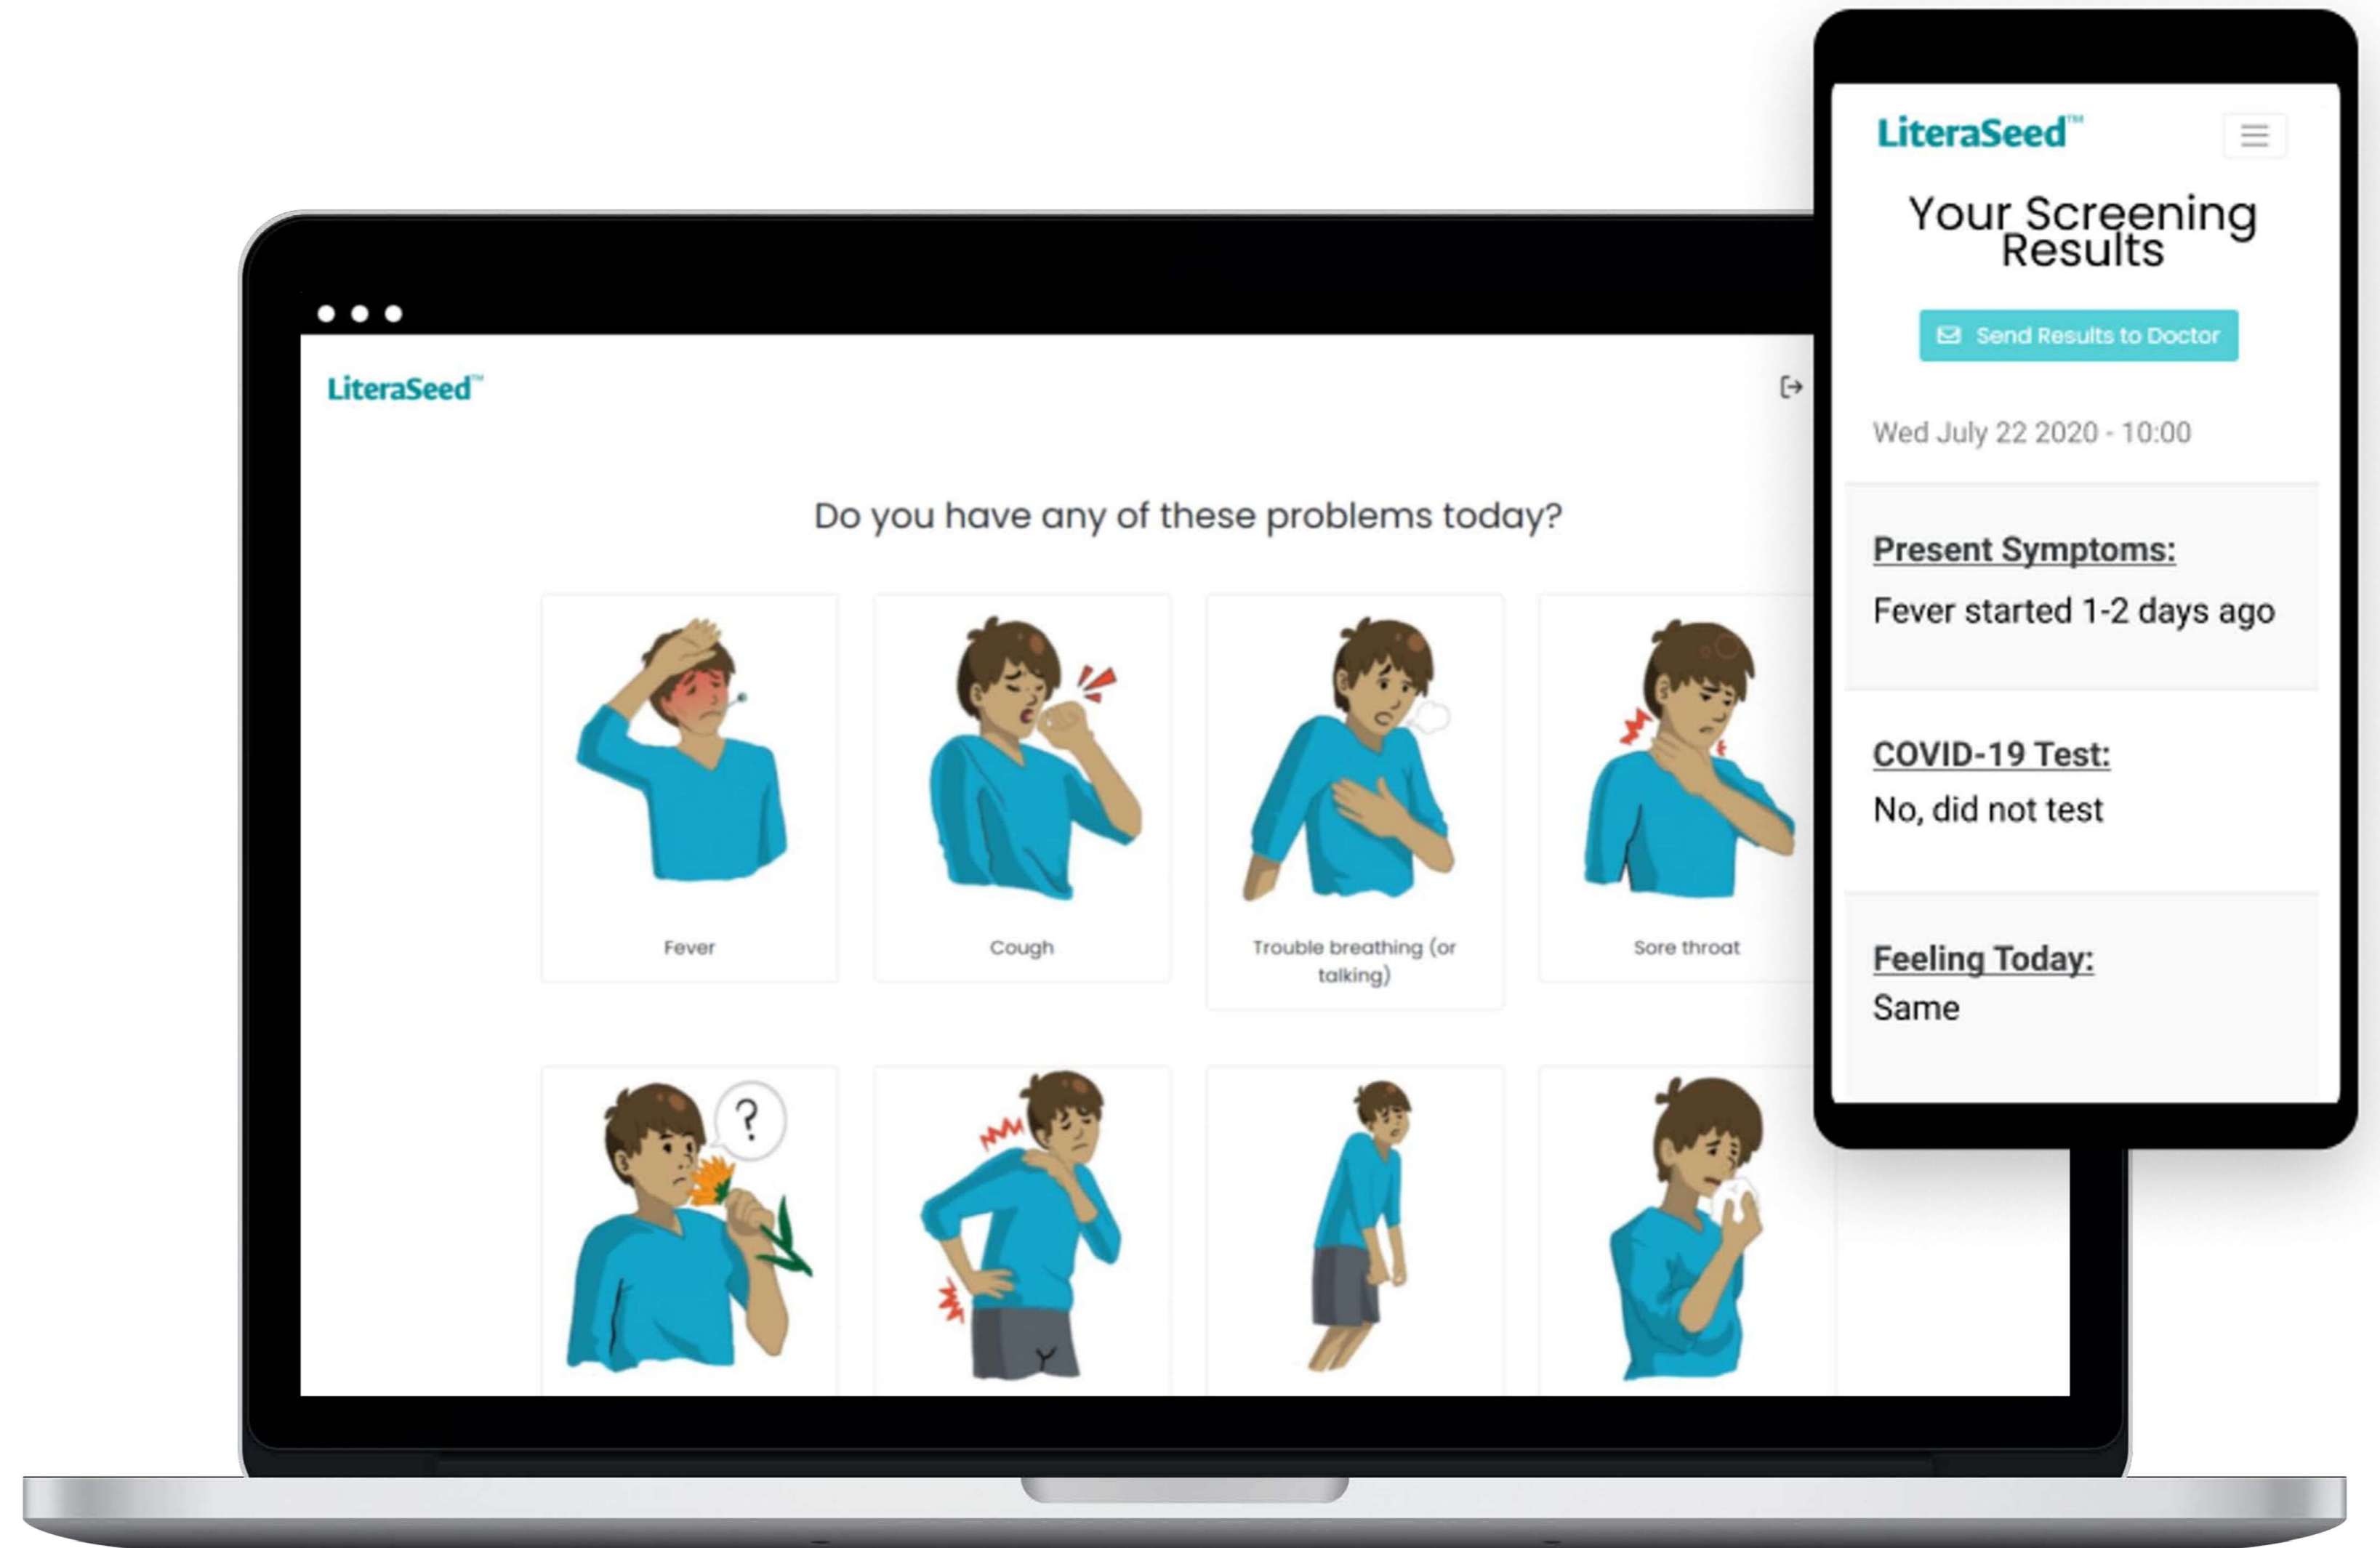 LiteraSeed™
Do you have any of these problems today?
Fever
Cough
Trouble breathing (or
talking)
Sore throat
?
LiteraSeed™
Your Screening
Results
Send Results to Doctor
Wed July 22 2020 - 10:00
Present Symptoms:
Fever started 1-2 days ago
COVID-19 Test:
No, did not test
Feeling Today:
Same